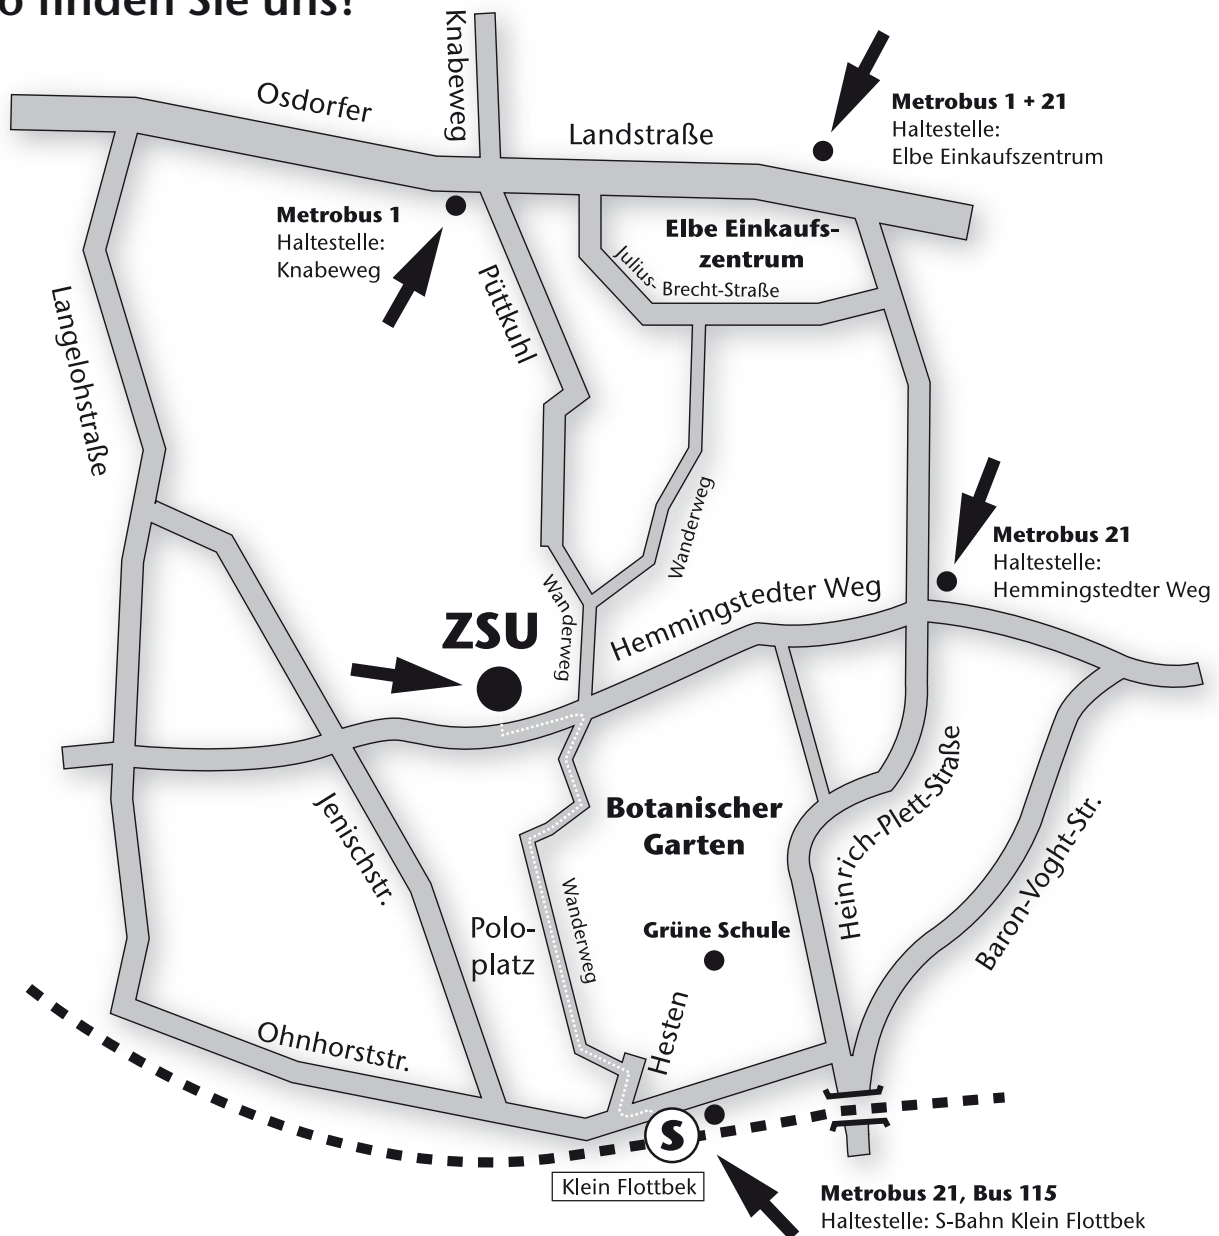 o finden Sie uns?
Knabeweg
Osdorfer
Landstraße
Metrobus 1 + 21
Haltestelle:
Elbe Einkaufszentrum
Metrobus 1
Haltestelle:
Knabeweg
Elbe Einkaufs-
zentrum
Julius-
Brecht-Straße
Püttkuhl
Langelohstraße
Wanderweg
Metrobus 21
Haltestelle:
Hemmingstedter Weg
Wanderweg
Hemmingstedter Weg
ZSU
Jenischstr.
Botanischer
Garten
Heinrich-Plett-Straße
Baron-Voght-Str.
Polo-
platz
Wanderweg
Grüne Schule
Hesten
Ohnhorststr.
S
Klein Flottbek
Metrobus 21, Bus 115
Haltestelle: S-Bahn Klein Flottbek